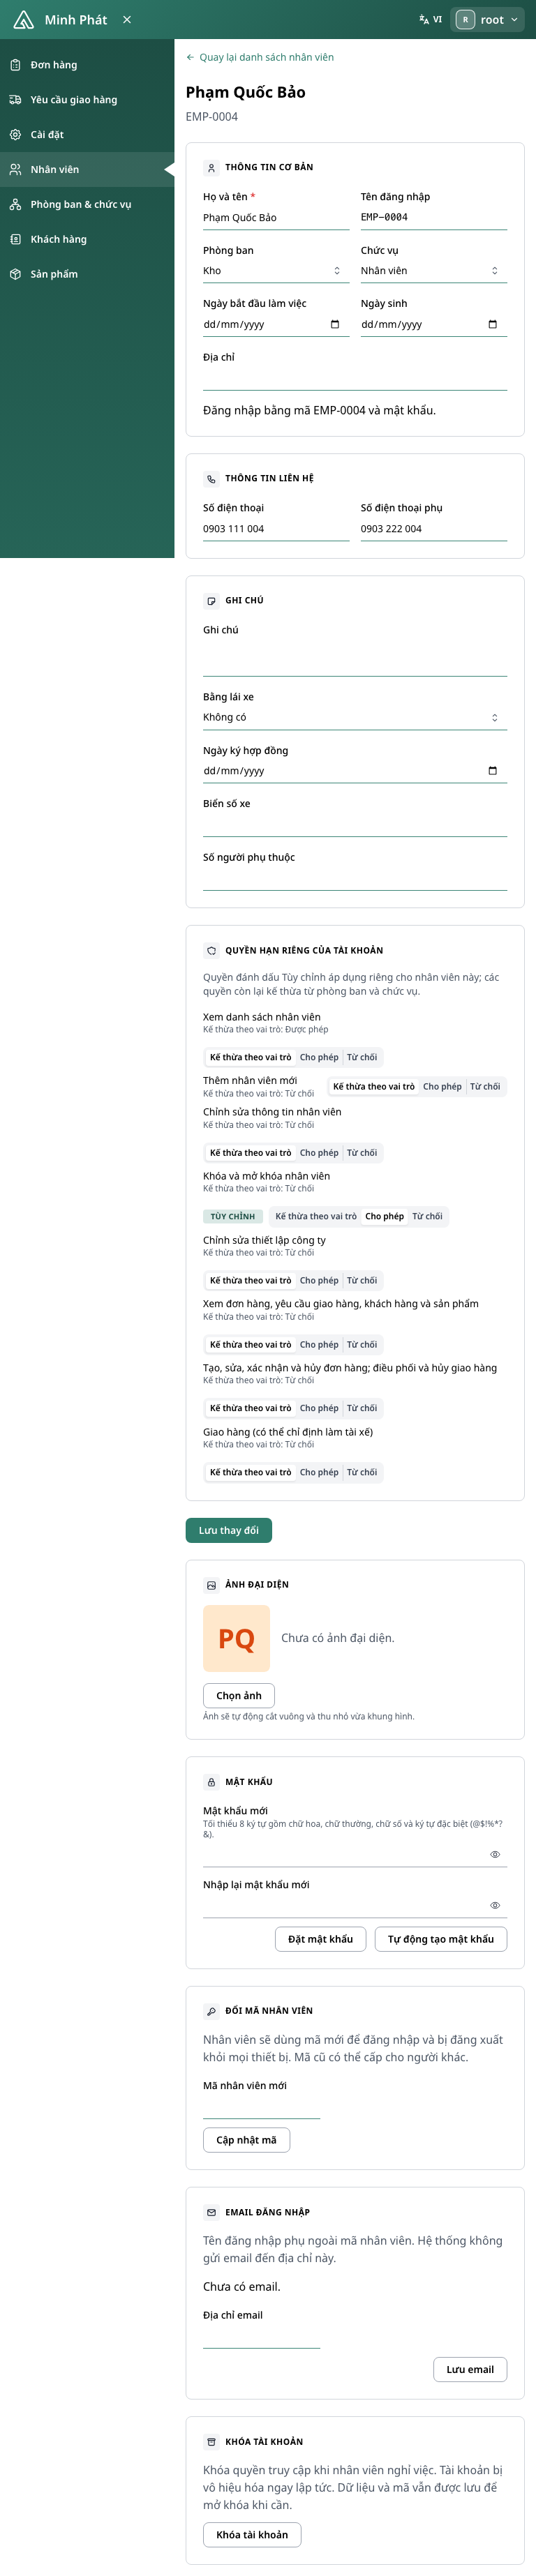 Minh Phát
VI
R
root
Đơn hàng
Yêu cầu giao hàng
Cài đặt
Nhân viên
Phòng ban & chức vụ
Khách hàng
Sản phẩm
Quay lại danh sách nhân viên
Phạm Quốc Bảo
EMP-0004
THÔNG TIN CƠ BẢN
Họ và tên *
Tên đăng nhập
Phạm Quốc Bảo
EMP-0004
Phòng ban
Chức vụ
Kho
Nhân viên
Ngày bắt đầu làm việc
Ngày sinh
dd/mm/yyyy
dd/mm/yyyy
Địa chỉ
Đăng nhập bằng mã EMP-0004 và mật khẩu.
THÔNG TIN LIÊN HỆ
Số điện thoại
Số điện thoại phụ
0903 111 004
0903 222 004
GHI CHÚ
Ghi chú
Bằng lái xe
Không có
Ngày ký hợp đồng
dd/mm/yyyy
Biển số xe
Số người phụ thuộc
QUYỀN HẠN RIÊNG CỦA TÀI KHOẢN
Quyền đánh dấu Tùy chỉnh áp dụng riêng cho nhân viên này; các
quyền còn lại kế thừa từ phòng ban và chức vụ.
Xem danh sách nhân viên
Kế thừa theo vai trò: Được phép
Kế thừa theo vai trò Cho phép Từ chối
Thêm nhân viên mới
Kế thừa theo vai trò: Từ chối
Kế thừa theo vai trò Cho phép Từ chối
Chỉnh sửa thông tin nhân viên
Kế thừa theo vai trò: Từ chối
Kế thừa theo vai trò Cho phép Từ chối
Khóa và mở khóa nhân viên
Kế thừa theo vai trò: Từ chối
TÙY CHỈNH Kế thừa theo vai trò Cho phép Từ chối
Chỉnh sửa thiết lập công ty
Kế thừa theo vai trò: Từ chối
Kế thừa theo vai trò Cho phép Từ chối
Xem đơn hàng, yêu cầu giao hàng, khách hàng và sản phẩm
Kế thừa theo vai trò: Từ chối
Kế thừa theo vai trò Cho phép Từ chối
Tạo, sửa, xác nhận và hủy đơn hàng; điều phối và hủy giao hàng
Kế thừa theo vai trò: Từ chối
Kế thừa theo vai trò Cho phép Từ chối
Giao hàng (có thể chỉ định làm tài xế)
Kế thừa theo vai trò: Từ chối
Kế thừa theo vai trò Cho phép Từ chối
Lưu thay đổi
ẢNH ĐẠI DIỆN
PQ
Chưa có ảnh đại diện.
Chọn ảnh
Ảnh sẽ tự động cắt vuông và thu nhỏ vừa khung hình.
MẬT KHẨU
Mật khẩu mới
Tối thiểu 8 ký tự gồm chữ hoa, chữ thường, chữ số và ký tự đặc biệt (@$!%*?
&).
Nhập lại mật khẩu mới
Đặt mật khẩu
Tự động tạo mật khẩu
ĐỔI MÃ NHÂN VIÊN
Nhân viên sẽ dùng mã mới để đăng nhập và bị đăng xuất
khỏi mọi thiết bị. Mã cũ có thể cấp cho người khác.
Mã nhân viên mới
Cập nhật mã
EMAIL ĐĂNG NHẬP
Tên đăng nhập phụ ngoài mã nhân viên. Hệ thống không
gửi email đến địa chỉ này.
Chưa có email.
Địa chỉ email
Lưu email
KHÓA TÀI KHOẢN
Khóa quyền truy cập khi nhân viên nghỉ việc. Tài khoản bị
vô hiệu hóa ngay lập tức. Dữ liệu và mã vẫn được lưu để
mở khóa khi cần.
Khóa tài khoản